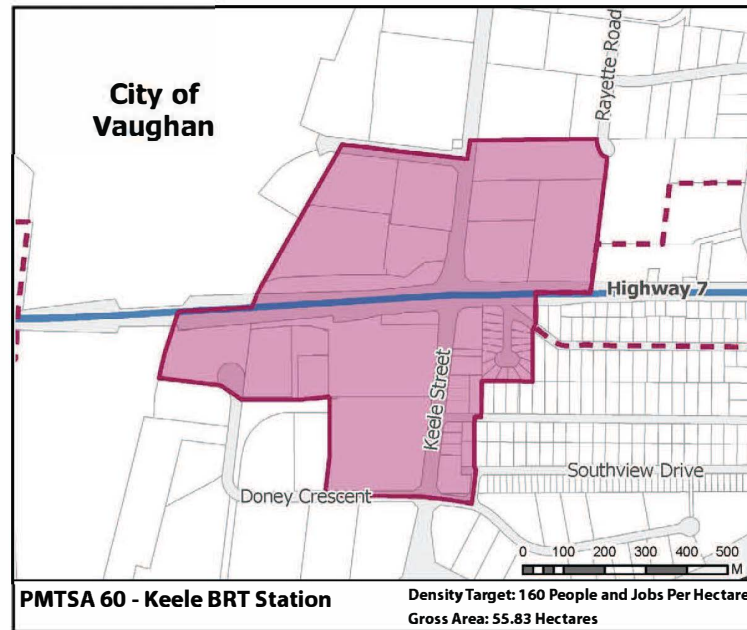 City of
Vaughan
Rayette Road
Highway 7
Keele Street
Southview Drive
Doney Crescent
0 100 200 300 400 500
M
PMTSA 60 - Keele BRT Station
Density Target: 160 People and Jobs Per Hectare
Gross Area: 55.83 Hectares